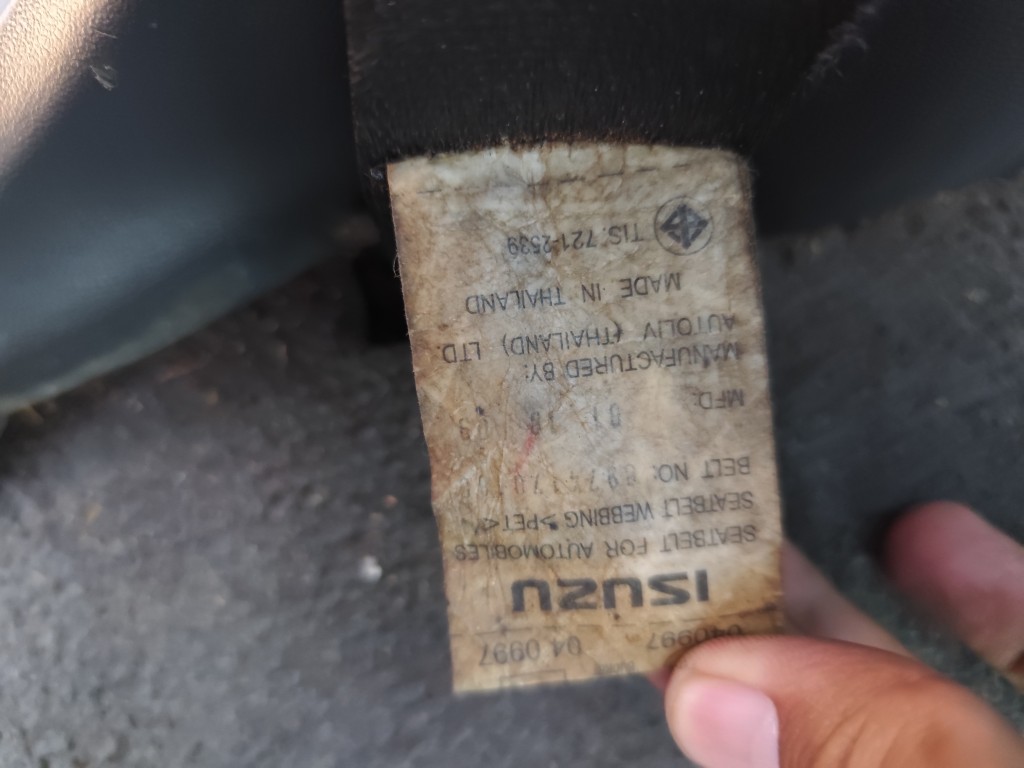 04 0997 040997
ISUZU
SEATBELT FOR AUTOMOBILES
SEATBELT WEBBING >PET<
BELT NO:
MFD:
MANUFACTURED BY:
AUTOLIV (THAILAND) LTD.
MADE IN THAILAND
TIS. 721-2539